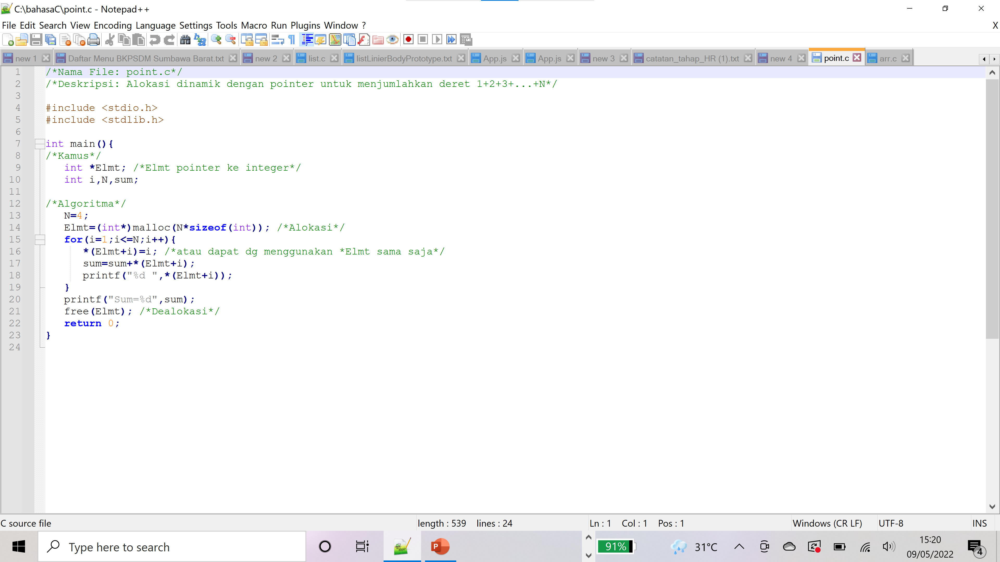 C:\bahasaC\point.c - Notepad++
File Edit Search View Encoding Language Settings Tools Macro Run Plugins Window ? X
new 1 Daftar Menu BKPSDM Sumbawa Barat.txt new 2 list.c listLinierBodyPrototype.txt App.js App.js new 3 catatan_tahap_HR (1).txt new 4 point.c arr.c
1 /*Nama File: point.c*/
2 /*Deskripsi: Alokasi dinamik dengan pointer untuk menjumlahkan deret 1+2+3+...+N*/
3
4 #include <stdio.h>
5 #include <stdlib.h>
6
7 int main(){
8 /*Kamus*/
9 int *Elmt; /*Elmt pointer ke integer*/
10 int i,N,sum;
11
12 /*Algoritma*/
13 N=4;
14 Elmt=(int*)malloc(N*sizeof(int)); /*Alokasi*/
15 for(i=1;i<=N;i++){
16 *(Elmt+i)=i; /*atau dapat dg menggunakan *Elmt sama saja*/
17 sum=sum+*(Elmt+i);
18 printf("%d ",*(Elmt+i));
19 }
20 printf("Sum=%d",sum);
21 free(Elmt); /*Dealokasi*/
22 return 0;
23 }
24
C source file length : 539 lines : 24 Ln : 1 Col : 1 Pos : 1 Windows (CR LF) UTF-8 INS
Type here to search P 91% 31°C 15:20
09/05/2022 4